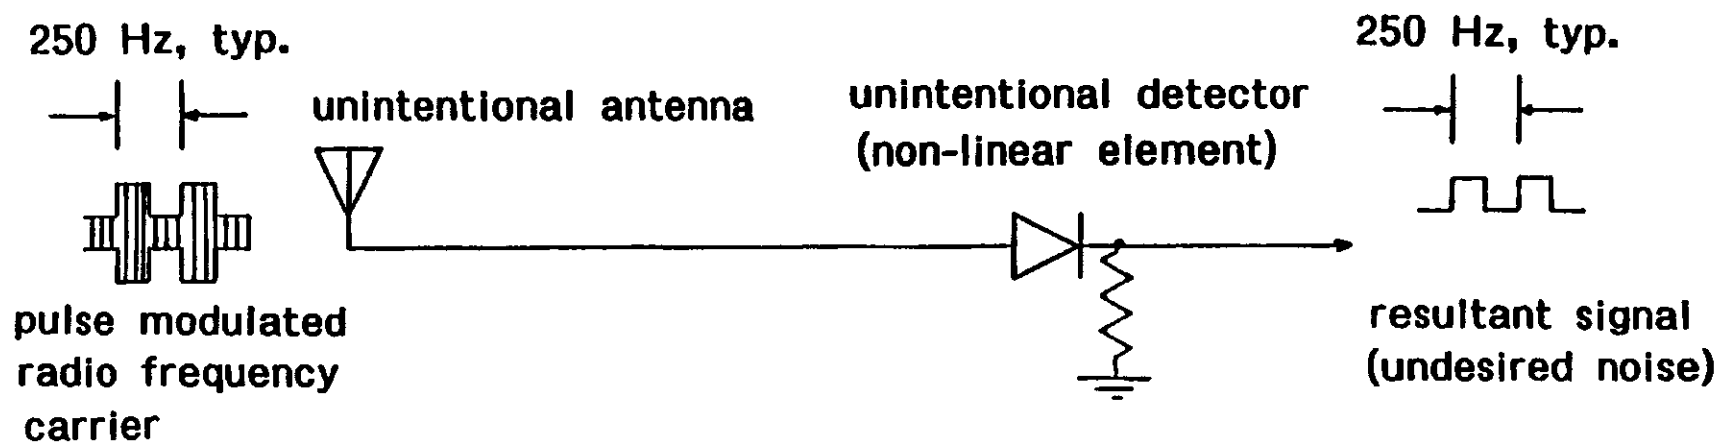 250 Hz, typ.
unintentional antenna
pulse modulated
radio frequency
carrier
unintentional detector
(non-linear element)
250 Hz, typ.
resultant signal
(undesired noise)